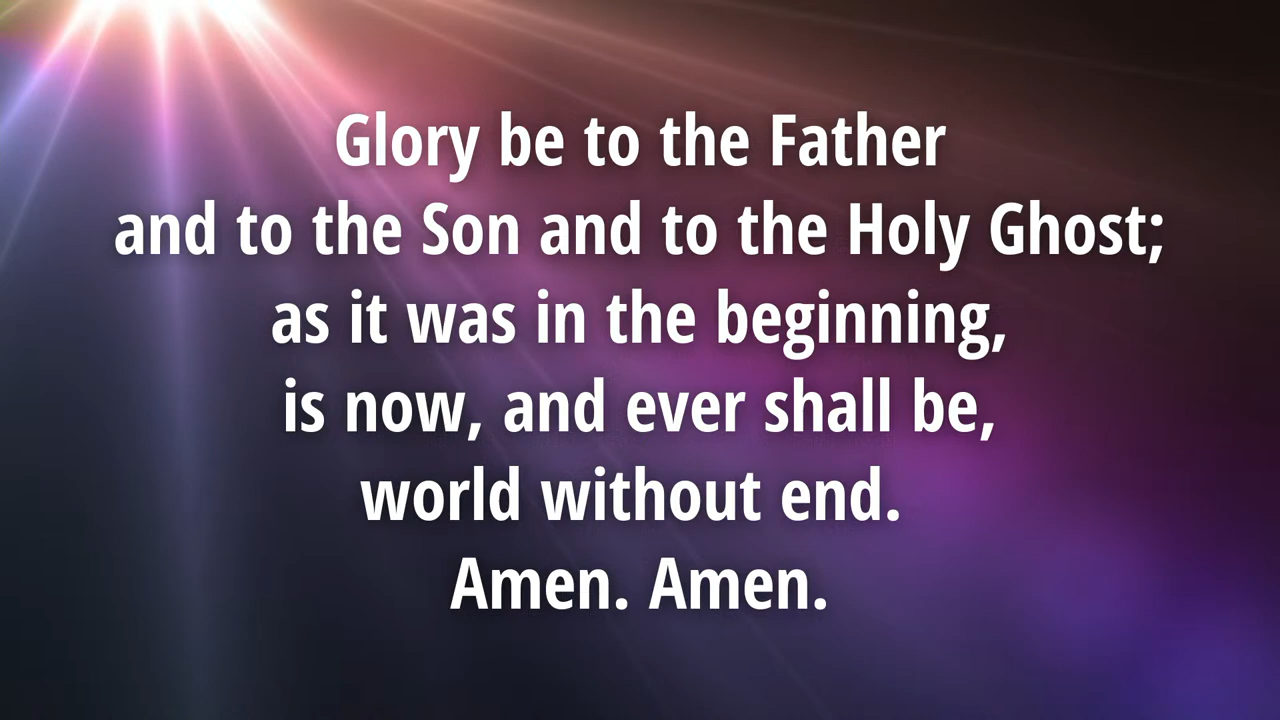 Glory be to the Father
and to the Son and to the Holy Ghost;
as it was in the beginning,
is now, and ever shall be,
world without end.
Amen. Amen.